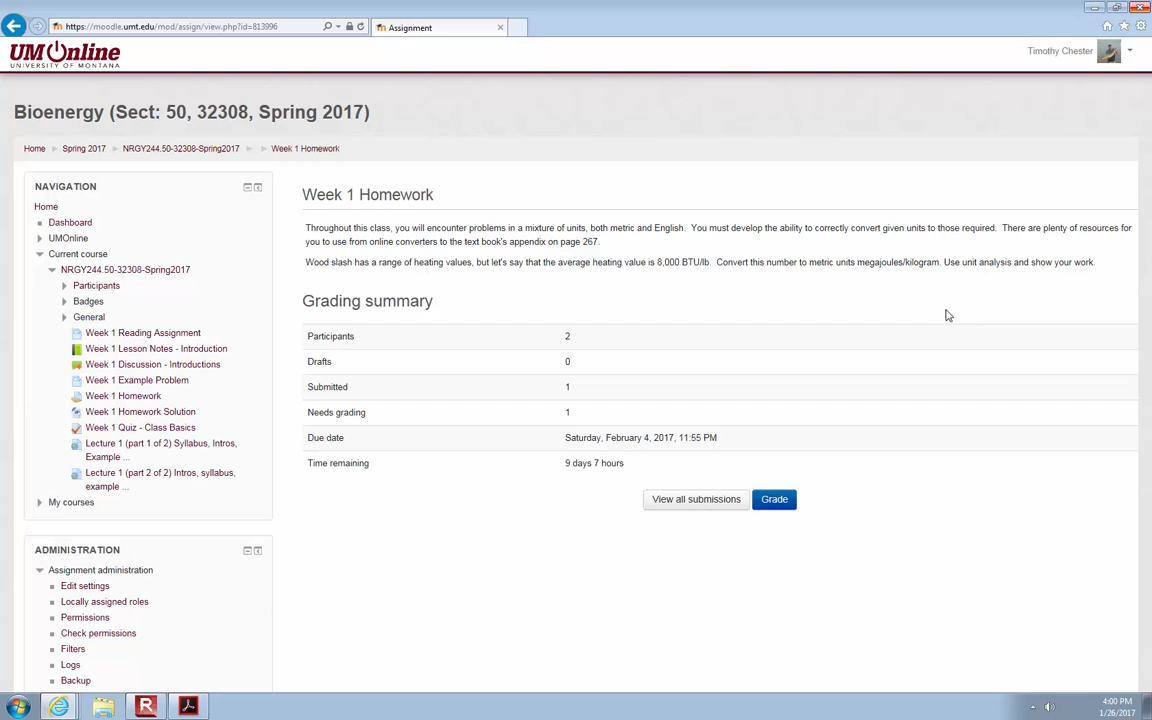 https://moodle.umt.edu/mod/assign/view.php?id=813996
Assignment
UMOnline
UNIVERSITY OF MONTANA
Timothy Chester
Bioenergy (Sect: 50, 32308, Spring 2017)
Home Spring 2017 NRGY244.50-32308-Spring2017 Week 1 Homework
NAVIGATION
Home
Dashboard
UMOnline
Current course
NRGY244.50-32308-Spring2017
Participants
Badges
General
Week 1 Reading Assignment
Week 1 Lesson Notes - Introduction
Week 1 Discussion - Introductions
Week 1 Example Problem
Week 1 Homework
Week 1 Homework Solution
Week 1 Quiz - Class Basics
Lecture 1 (part 1 of 2) Syllabus, Intros,
Example ...
Lecture 1 (part 2 of 2) Intros, syllabus,
example ...
My courses
ADMINISTRATION
Assignment administration
Edit settings
Locally assigned roles
Permissions
Check permissions
Filters
Logs
Backup
Week 1 Homework
Throughout this class, you will encounter problems in a mixture of units, both metric and English. You must develop the ability to correctly convert given units to those required. There are plenty of resources for
you to use from online converters to the text book's appendix on page 267.
Wood slash has a range of heating values, but let's say that the average heating value is 8,000 BTU/lb. Convert this number to metric units megajoules/kilogram. Use unit analysis and show your work.
Grading summary
Participants 2
Drafts 0
Submitted 1
Needs grading 1
Due date Saturday, February 4, 2017, 11:55 PM
Time remaining 9 days 7 hours
View all submissions Grade
4:00 PM
1/26/2017